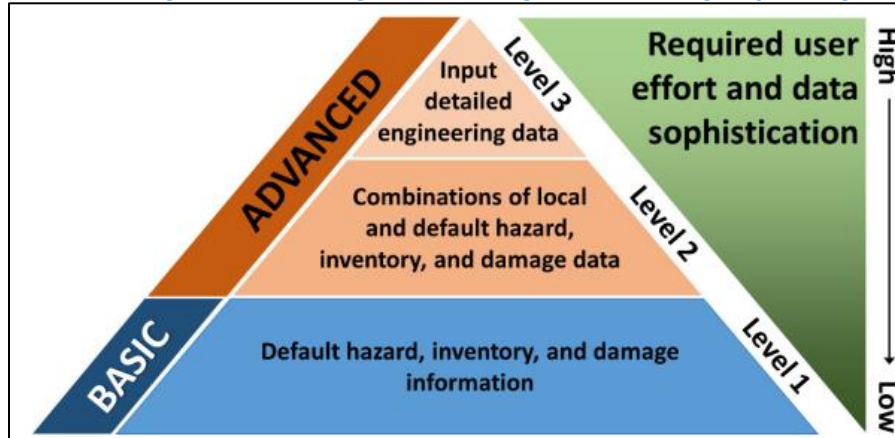 Input
detailed
engineering data
Level 3
Required user
effort and data
sophistication
High
ADVANCED
Combinations of local
and default hazard,
inventory, and damage data
Level 2
BASIC
Default hazard, inventory, and damage
information
Level 1
Low